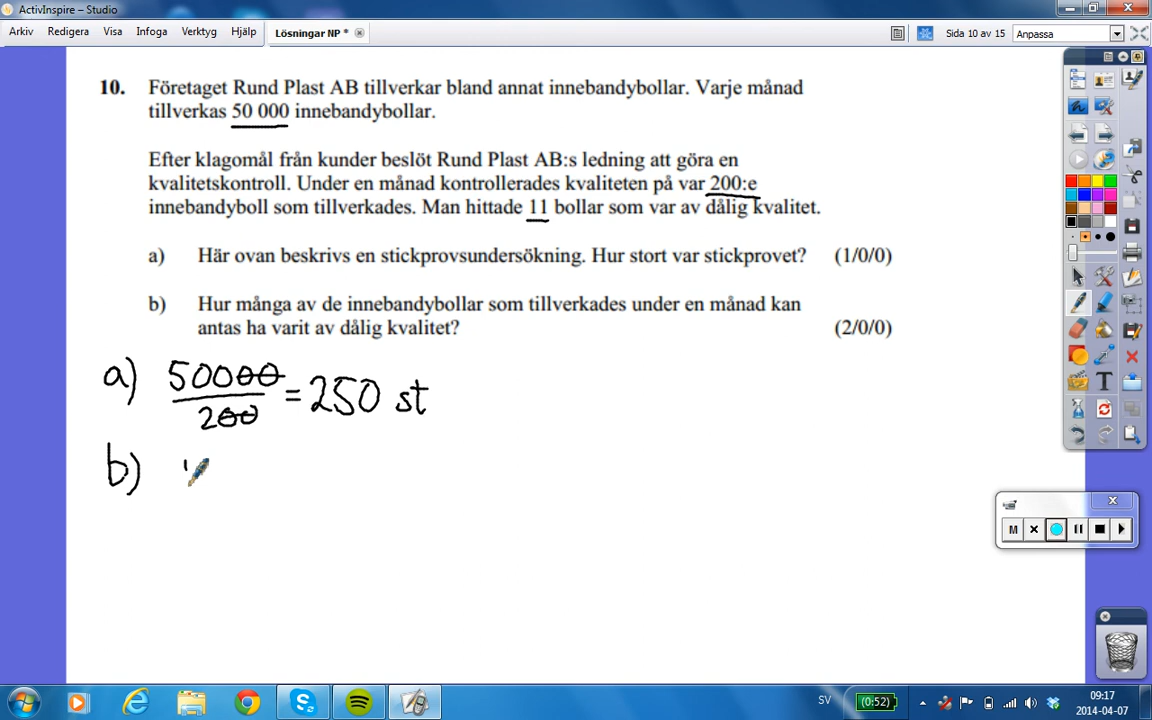 ActivInspire – Studio
Arkiv Redigera Visa Infoga Verktyg Hjälp Lösningar NP * Sida 10 av 15 Anpassa
10. Företaget Rund Plast AB tillverkar bland annat innebandybollar. Varje månad
tillverkas 50 000 innebandybollar.
Efter klagomål från kunder beslöt Rund Plast AB:s ledning att göra en
kvalitetskontroll. Under en månad kontrollerades kvaliteten på var 200:e
innebandyboll som tillverkades. Man hittade 11 bollar som var av dålig kvalitet.
a) Här ovan beskrivs en stickprovsundersökning. Hur stort var stickprovet? (1/0/0)
b) Hur många av de innebandybollar som tillverkades under en månad kan
antas ha varit av dålig kvalitet? (2/0/0)
a) 50000/200 = 250 st
b)
M
SV (0:52) 09:17
2014-04-07